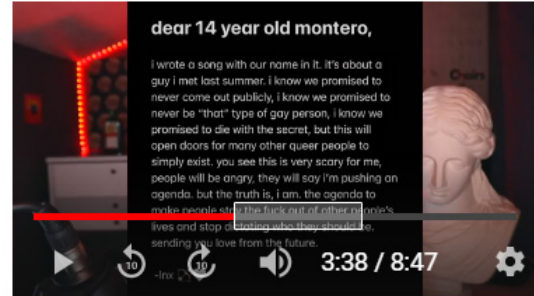 dear 14 year old montero,
i wrote a song with our name in it. it's about a
guy i met last summer. i know we promised to
never come out publicly, i know we promised to
never be "that" type of gay person, i know we
promised to die with the secret, but this will
open doors for many other queer people to
simply exist. you see this is very scary for me,
people will be angry, they will say i'm pushing an
agenda. but the truth is, i am. the agenda to
make people stay the fuck out of other people's
lives and stop dictating who they should be.
sending you love from the future.
-lnx
Chairs
10
10
3:38 / 8:47